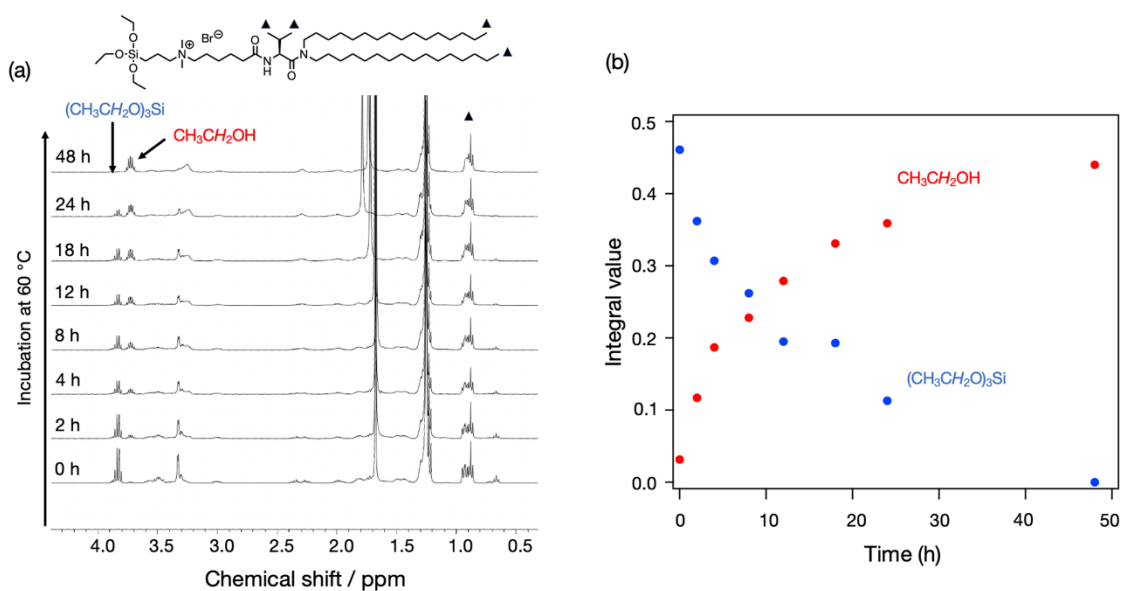 (a)
O
O
Si
O
N
⊕
Br⊖
O
N
H
O
N
(CH3CH2O)3Si
CH3CH2OH
48 h
24 h
18 h
12 h
8 h
4 h
2 h
0 h
Incubation at 60 °C
4.0 3.5 3.0 2.5 2.0 1.5 1.0 0.5
Chemical shift / ppm
(b)
0.5
0.4
0.3
0.2
0.1
0.0
Integral value
CH3CH2OH
(CH3CH2O)3Si
0 10 20 30 40 50
Time (h)